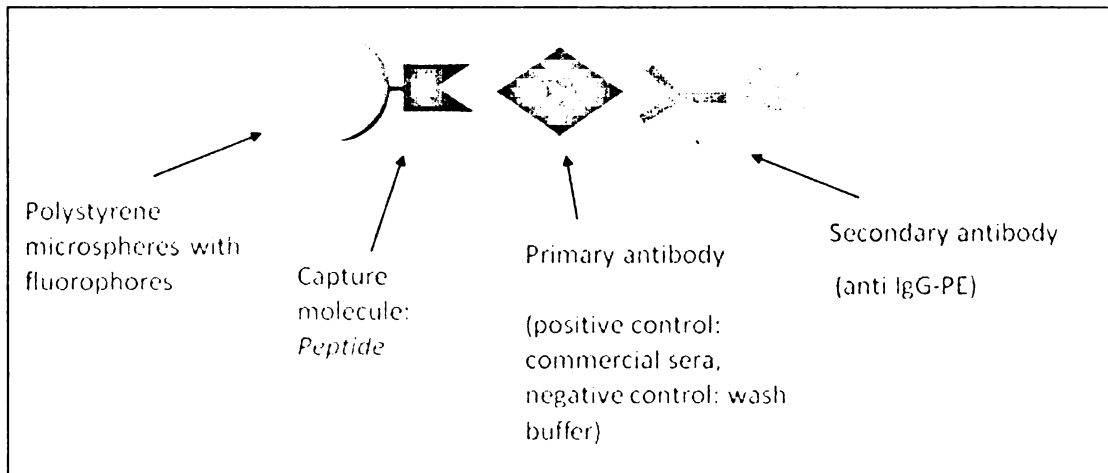 Polystyrene
microspheres with
fluorophores
Capture
molecule:
Peptide
Primary antibody
(positive control:
commercial sera,
negative control: wash
buffer)
Secondary antibody
(anti IgG-PE)